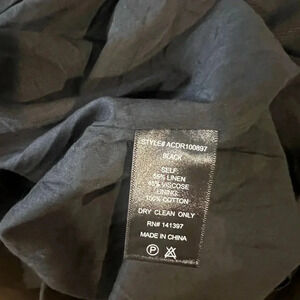 STYLE# ACDR100897
BLACK
SELF:
55% LINEN
45% VISCOSE
LINING:
100% COTTON
DRY CLEAN ONLY
RN# 141397
MADE IN CHINA
P